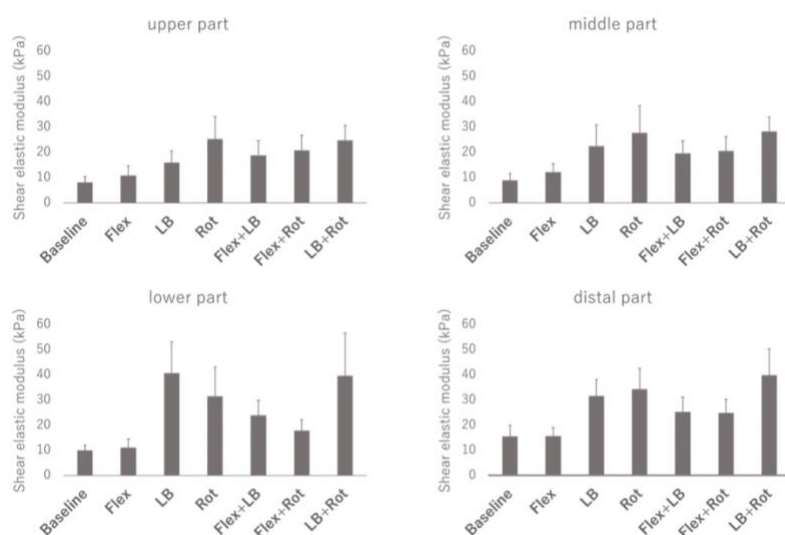 upper part
Shear elastic modulus (kPa)
60
50
40
30
20
10
0
Baseline
Flex
LB
Rot
Flex+LB
Flex+Rot
LB+Rot
middle part
Shear elastic modulus (kPa)
60
50
40
30
20
10
0
Baseline
Flex
LB
Rot
Flex+LB
Flex+Rot
LB+Rot
lower part
Shear elastic modulus (kPa)
60
50
40
30
20
10
0
Baseline
Flex
LB
Rot
Flex+LB
Flex+Rot
LB+Rot
distal part
Shear elastic modulus (kPa)
60
50
40
30
20
10
0
Baseline
Flex
LB
Rot
Flex+LB
Flex+Rot
LB+Rot